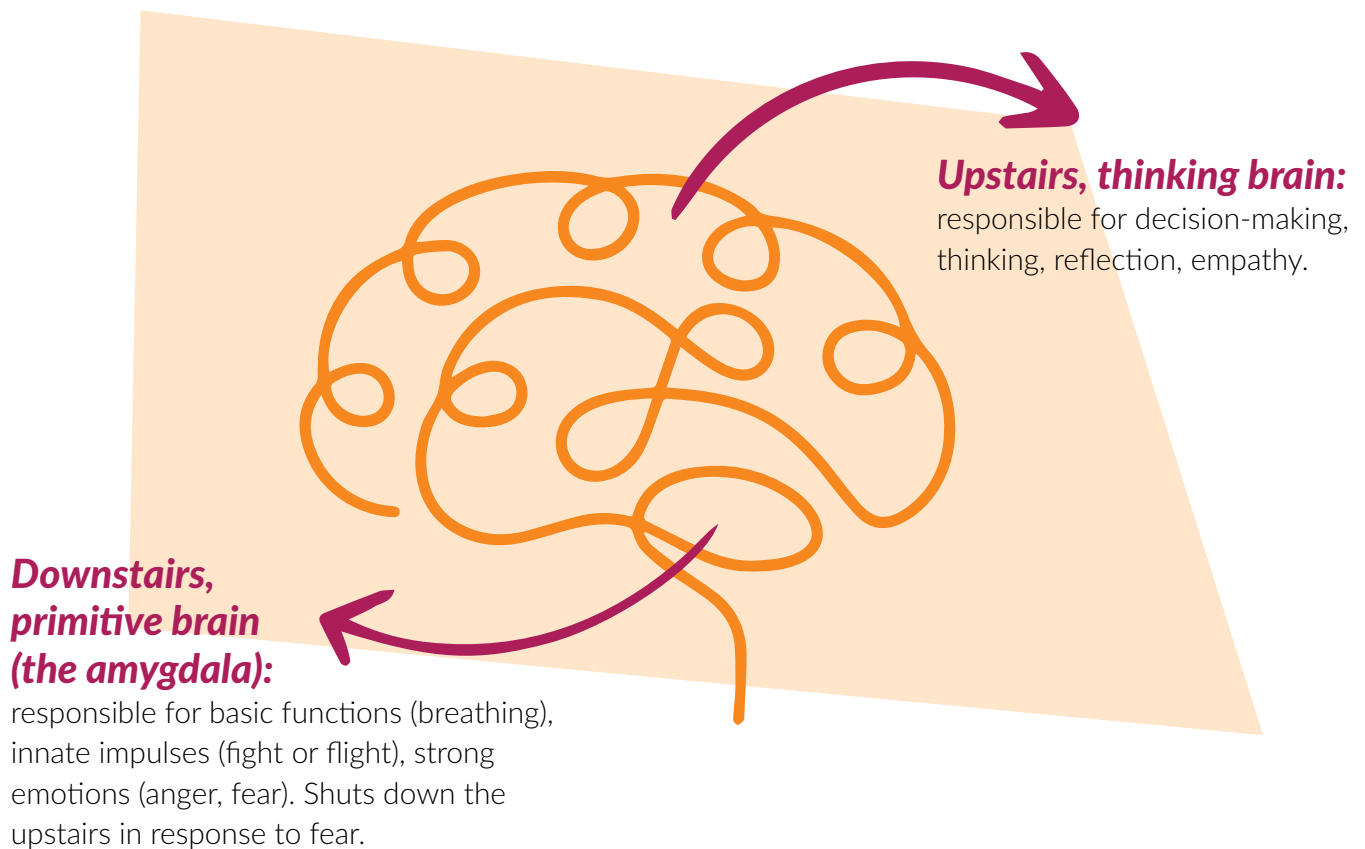 Upstairs, thinking brain:
responsible for decision-making,
thinking, reflection, empathy.
Downstairs,
primitive brain
(the amygdala):
responsible for basic functions (breathing),
innate impulses (fight or flight), strong
emotions (anger, fear). Shuts down the
upstairs in response to fear.